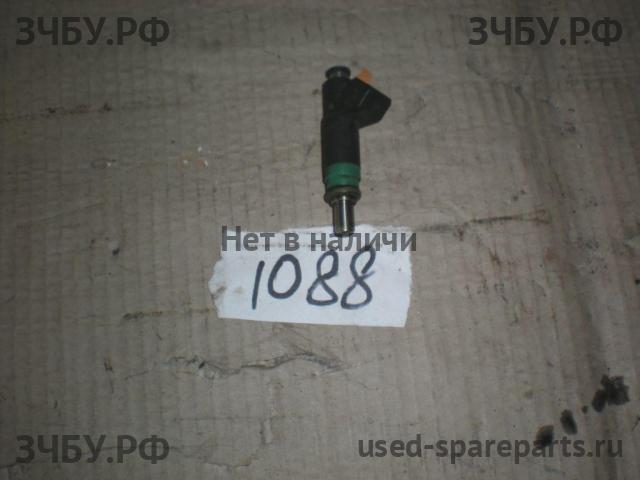 ЗЧБУ.РФ ЗЧБУ.РФ
Нет в наличи
1088
ЗЧБУ.РФ used-spareparts.ru